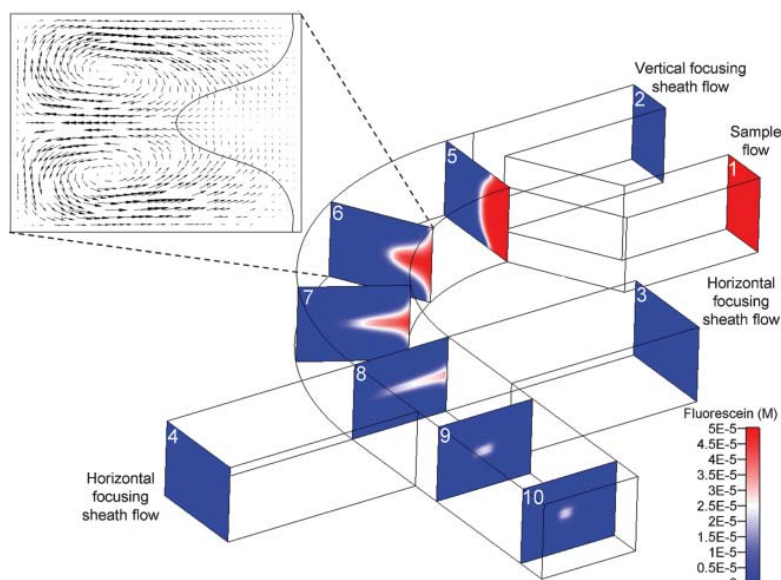 Vertical focusing
sheath flow
2
Sample
flow
1
5
6
Horizontal
focusing
sheath flow
3
7
8
4
Horizontal
focusing
sheath flow
9
10
Fluorescein (M)
5E-5
4.5E-5
4E-5
3.5E-5
3E-5
2.5E-5
2E-5
1.5E-5
1E-5
0.5E-5